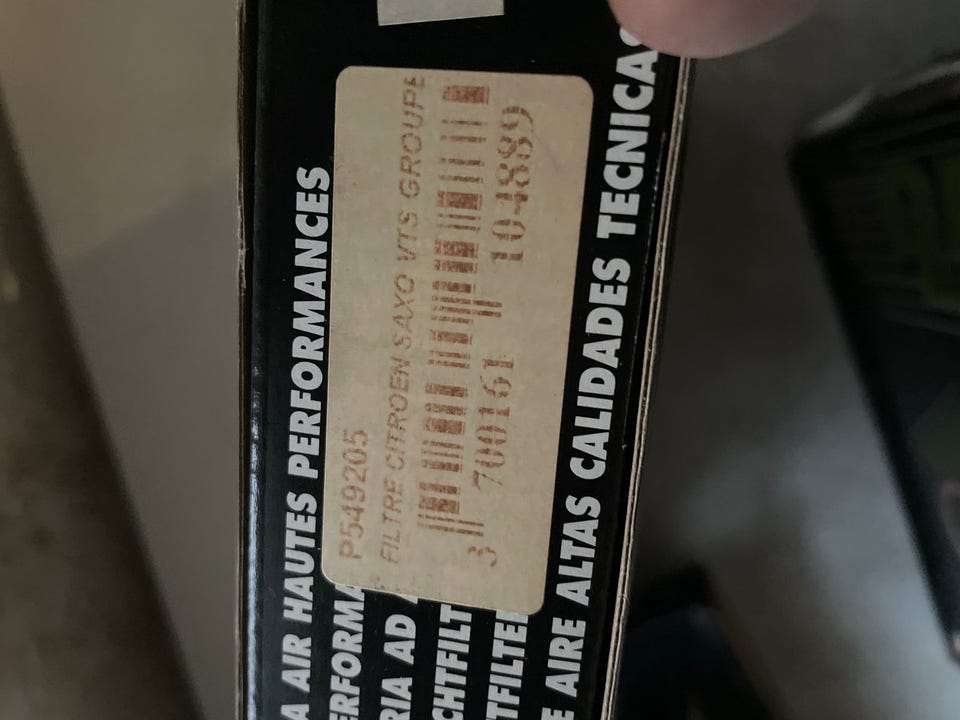 A AIR HAUTES PERFORMANCES
ERFORMA
RIA AD
CHTFILT
TFILTE
E AIRE ALTAS CALIDADES TECNICAS
P549205
FILTRE CITROEN SAXO VTS GROUPE
3 700161 104889